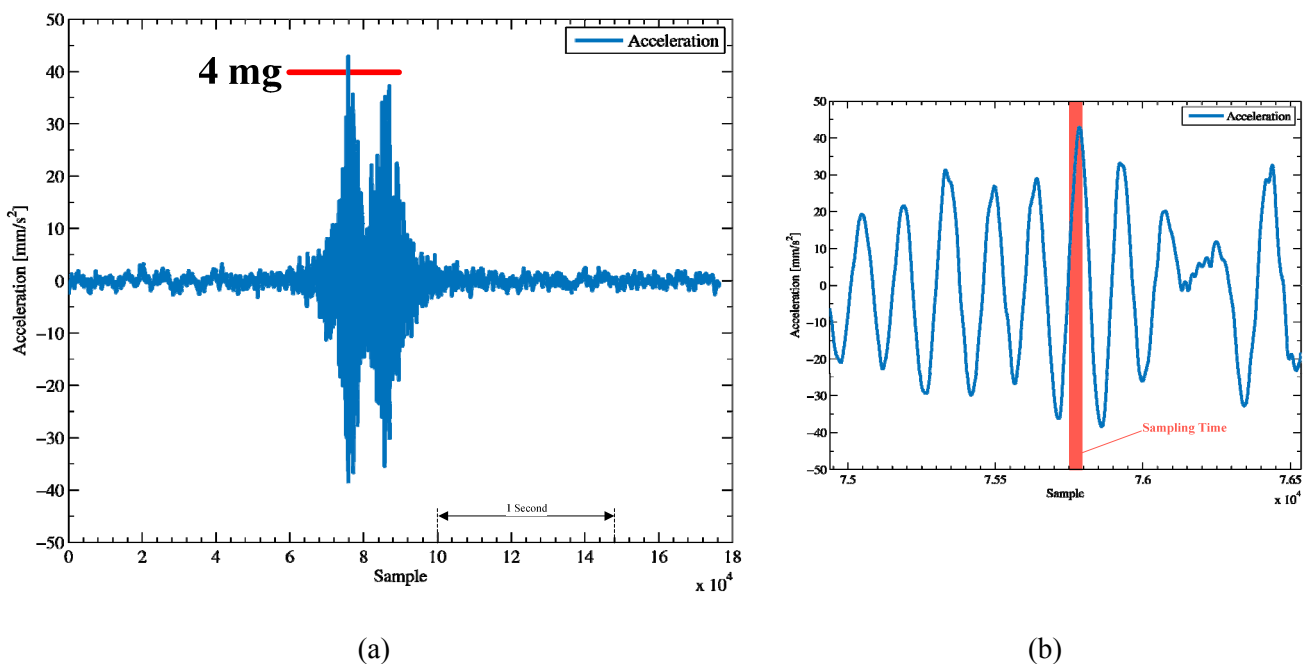 50
40
30
20
10
0
−10
−20
−30
−40
−50
Acceleration [mm/s²]
Acceleration
4 mg
1 Second
0 2 4 6 8 10 12 14 16 18
Sample
x 10⁴
(a)
50
40
30
20
10
0
−10
−20
−30
−40
−50
Acceleration [mm/s²]
Acceleration
Sampling Time
7.5 7.55 7.6 7.65
Sample
x 10⁴
(b)